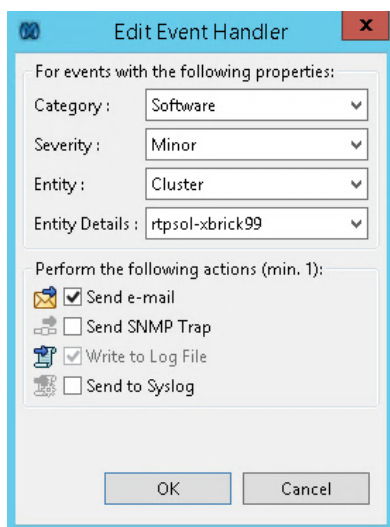 Edit Event Handler
x
For events with the following properties:
Category : Software
Severity : Minor
Entity : Cluster
Entity Details : rtpsol-xbrick99
Perform the following actions (min. 1):
Send e-mail
Send SNMP Trap
Write to Log File
Send to Syslog
OK Cancel